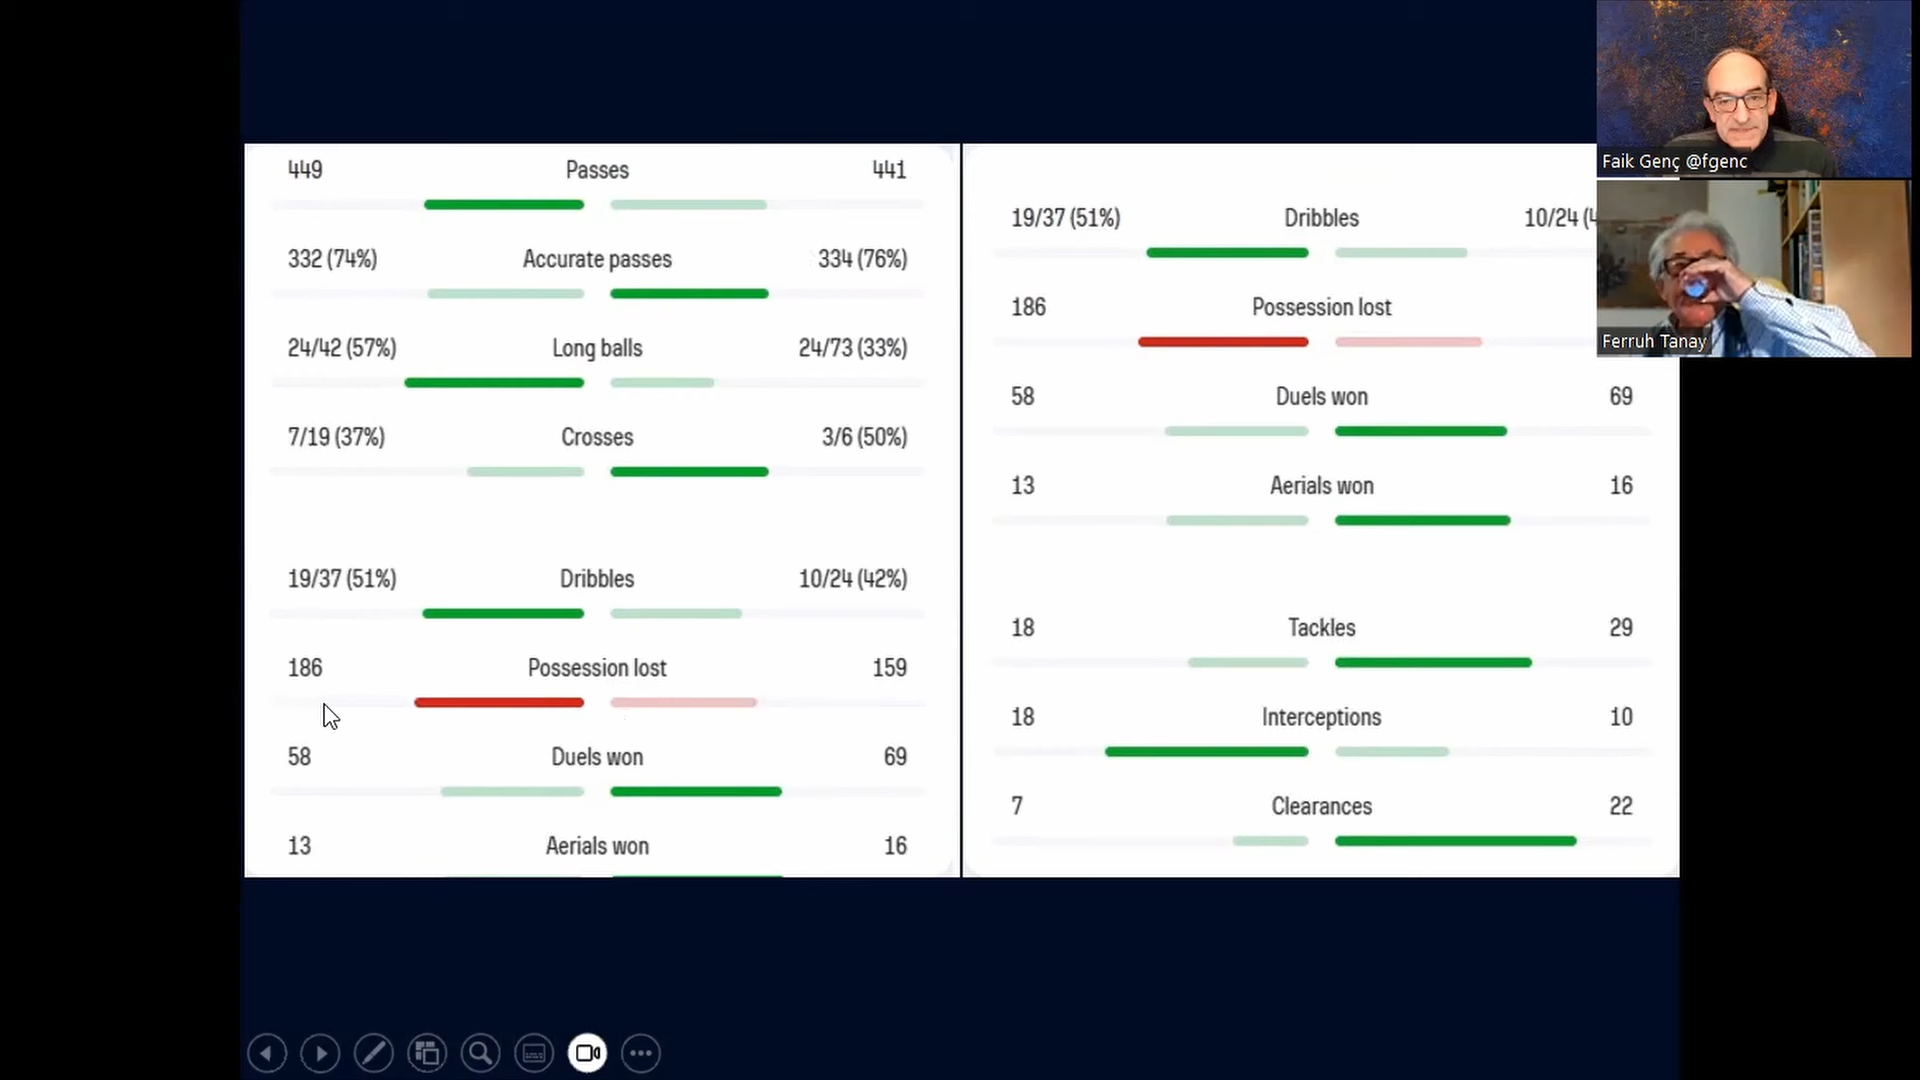 449 Passes 441
332 (74%) Accurate passes 334 (76%)
24/42 (57%) Long balls 24/73 (33%)
7/19 (37%) Crosses 3/6 (50%)
19/37 (51%) Dribbles 10/24 (42%)
186 Possession lost 159
58 Duels won 69
13 Aerials won 16
19/37 (51%) Dribbles 10/24 (4
186 Possession lost
58 Duels won 69
13 Aerials won 16
18 Tackles 29
18 Interceptions 10
7 Clearances 22
Faik Genç @fgenc
Ferruh Tanay